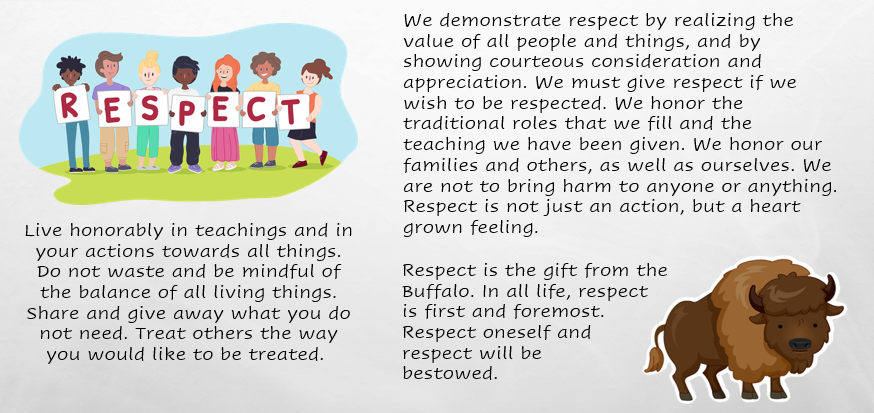 RESPECT
Live honorably in teachings and in
your actions towards all things.
Do not waste and be mindful of
the balance of all living things.
Share and give away what you do
not need. Treat others the way
you would like to be treated.
We demonstrate respect by realizing the
value of all people and things, and by
showing courteous consideration and
appreciation. We must give respect if we
wish to be respected. We honor the
traditional roles that we fill and the
teaching we have been given. We honor our
families and others, as well as ourselves. We
are not to bring harm to anyone or anything.
Respect is not just an action, but a heart
grown feeling.
Respect is the gift from the
Buffalo. In all life, respect
is first and foremost.
Respect oneself and
respect will be
bestowed.